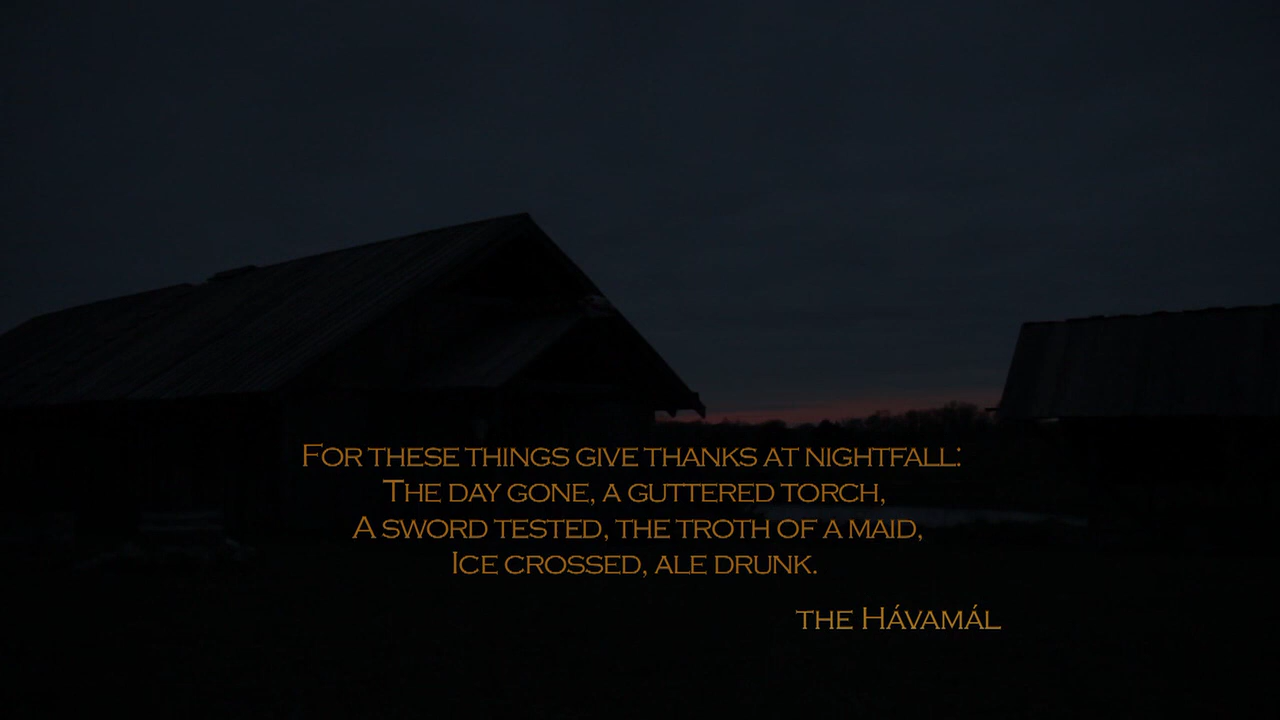 For these things give thanks at nightfall:
The day gone, a guttered torch,
A sword tested, the troth of a maid,
Ice crossed, ale drunk.
the Hávamál